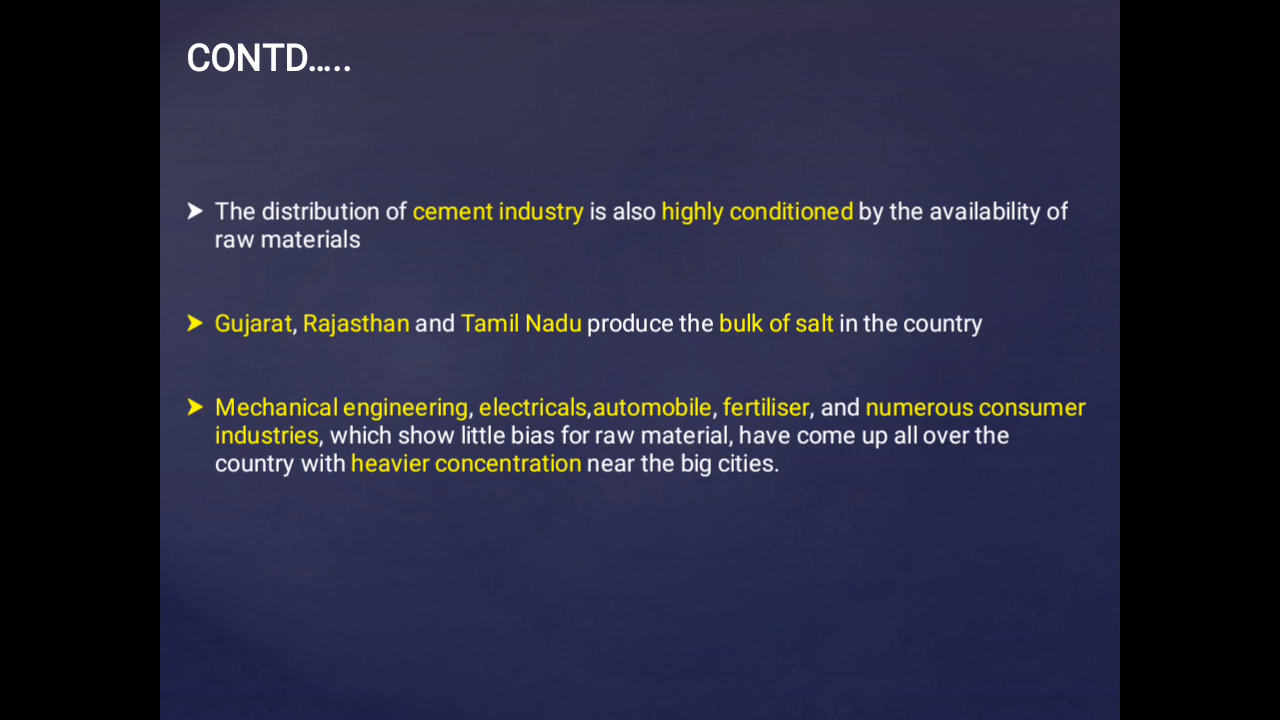 CONTD.....
➤ The distribution of cement industry is also highly conditioned by the availability of
raw materials
➤ Gujarat, Rajasthan and Tamil Nadu produce the bulk of salt in the country
➤ Mechanical engineering, electricals,automobile, fertiliser, and numerous consumer
industries, which show little bias for raw material, have come up all over the
country with heavier concentration near the big cities.